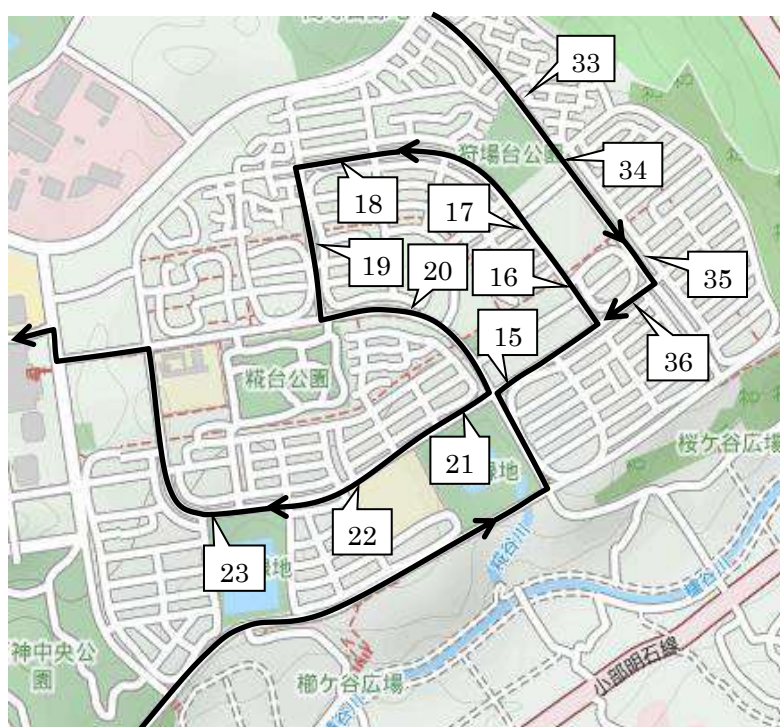 33
狩場台公園
34
18
17
19
20
16
35
15
36
糀台公園
21
緑地
桜ケ谷広場
22
23
緑地
糀谷川
櫨谷川
神中央公
園
櫛ケ谷広場
小部明石線